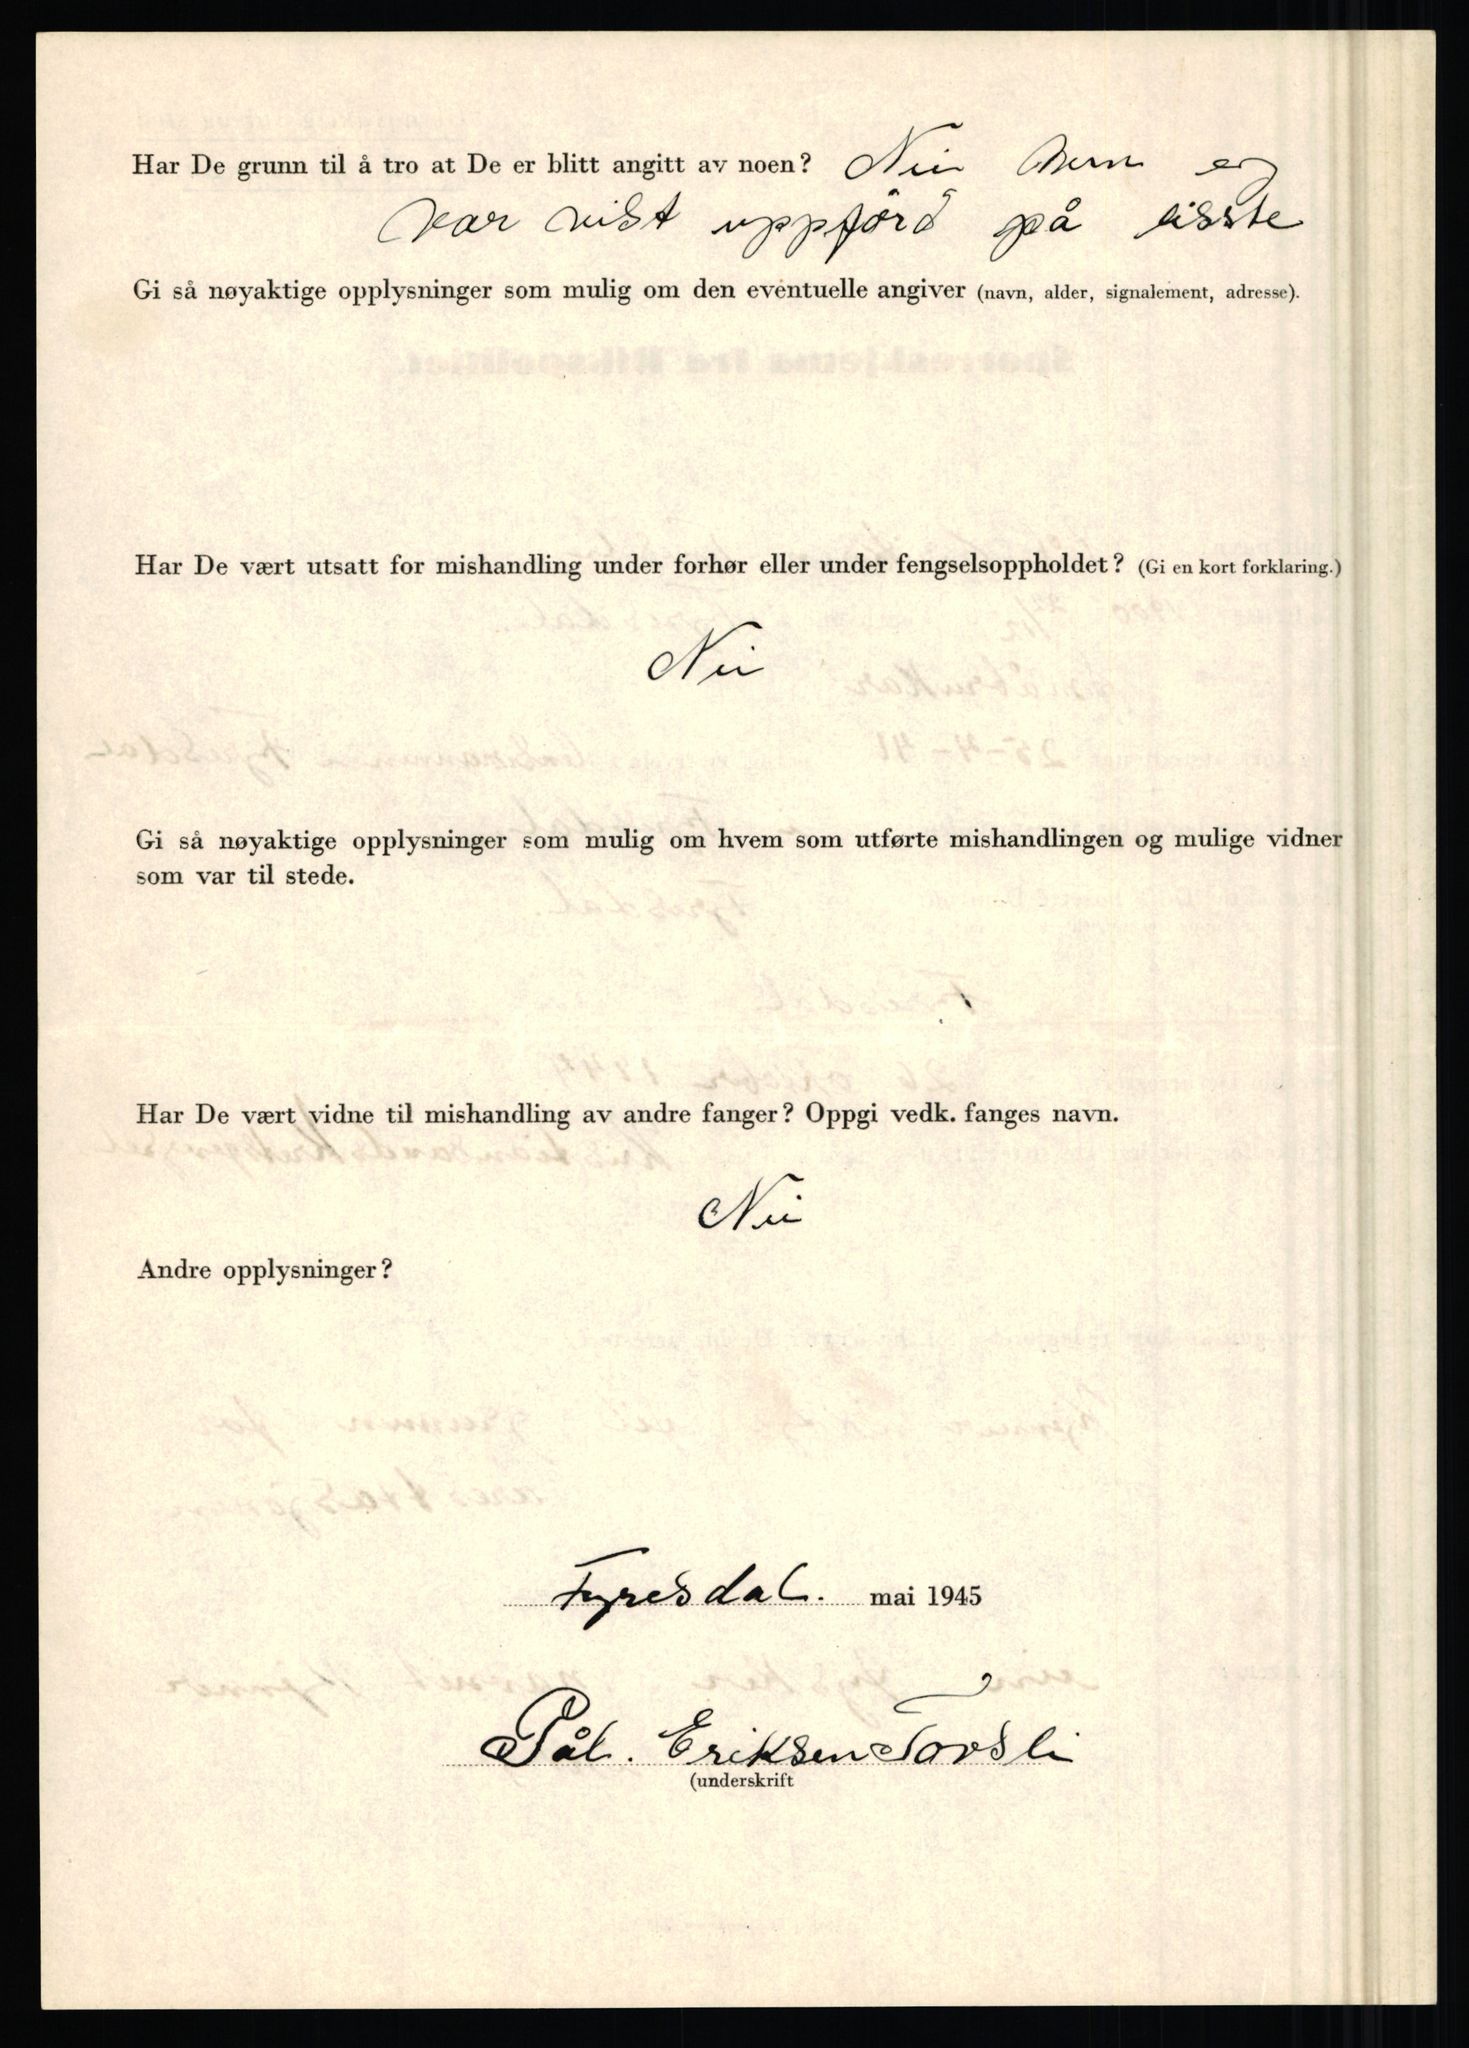 Har De grunn til å tro at De er blitt angitt av noen? Nei men eg
var vist uppförd på lisste
Gi så nøyaktige opplysninger som mulig om den eventuelle angiver (navn, alder, signalement, adresse).
Har De vært utsatt for mishandling under forhør eller under fengselsoppholdet? (Gi en kort forklaring.)
Nei
Gi så nøyaktige opplysninger som mulig om hvem som utførte mishandlingen og mulige vidner
som var til stede.
Har De vært vidne til mishandling av andre fanger? Oppgi vedk. fanges navn.
Nei
Andre opplysninger?
Fyresdal. mai 1945
Pål. Eriksen Tovsli
(underskrift